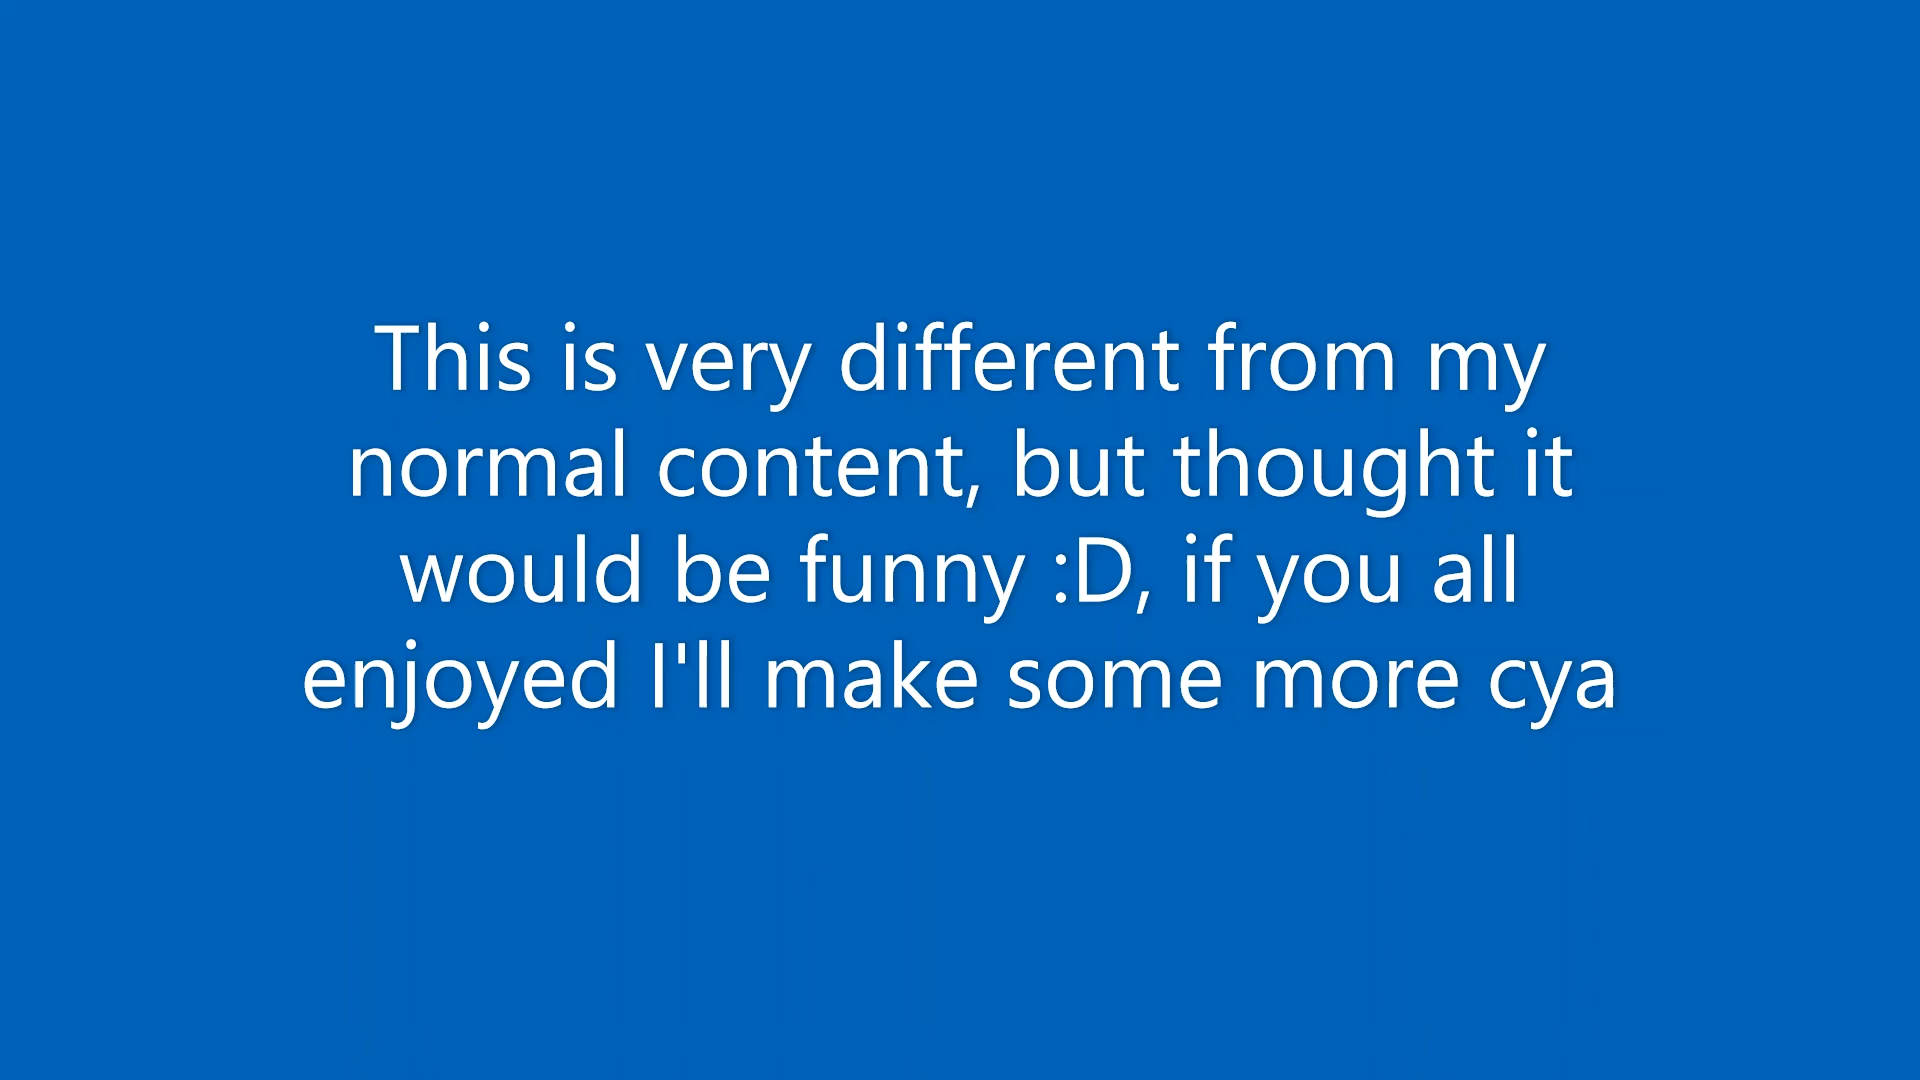 This is very different from my
normal content, but thought it
would be funny :D, if you all
enjoyed I'll make some more cya